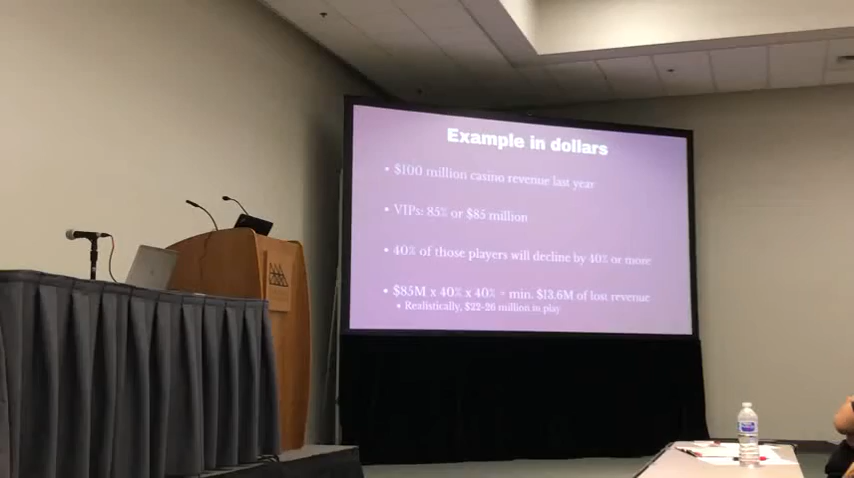 Example in dollars
• $100 million casino revenue last year
• VIPs: 85% or $85 million
• 40% of those players will decline by 40% or more
• $85M x 40% x 40% = min. $13.6M of lost revenue
• Realistically, $22-26 million in play